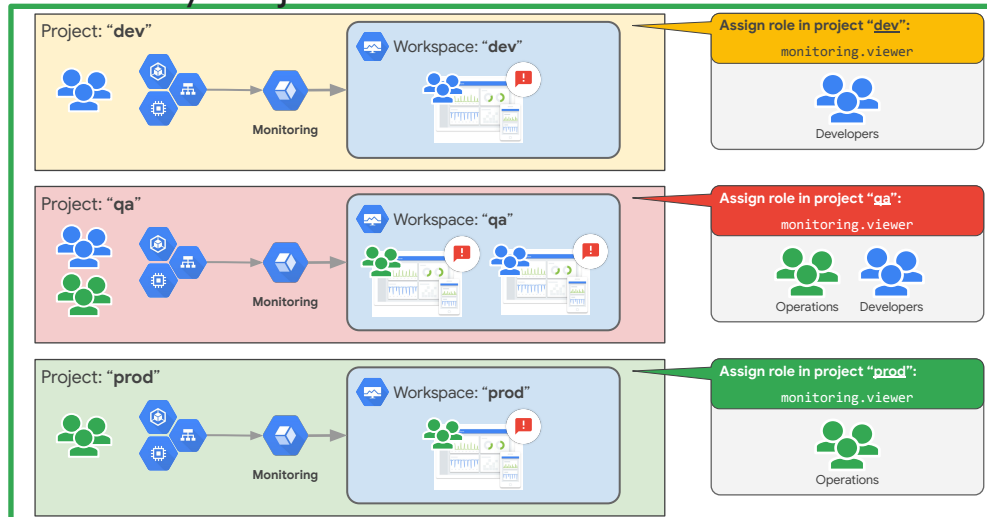 Project: “dev”
Workspace: “dev”
Monitoring
Assign role in project “dev”:
monitoring.viewer
Developers
Project: “qa”
Workspace: “qa”
Monitoring
Assign role in project “qa”:
monitoring.viewer
Operations Developers
Project: “prod”
Workspace: “prod”
Monitoring
Assign role in project “prod”:
monitoring.viewer
Operations